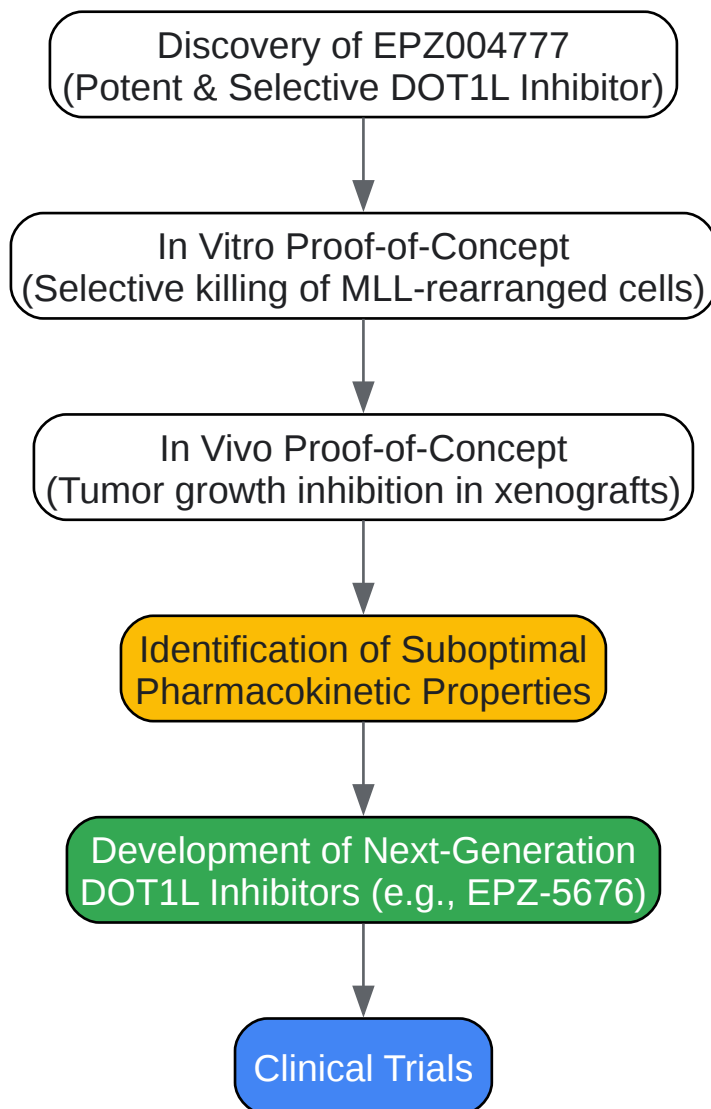 Discovery of EPZ004777
(Potent & Selective DOT1L Inhibitor)
In Vitro Proof-of-Concept
(Selective killing of MLL-rearranged cells)
In Vivo Proof-of-Concept
(Tumor growth inhibition in xenografts)
Identification of Suboptimal
Pharmacokinetic Properties
Development of Next-Generation
DOT1L Inhibitors (e.g., EPZ-5676)
Clinical Trials